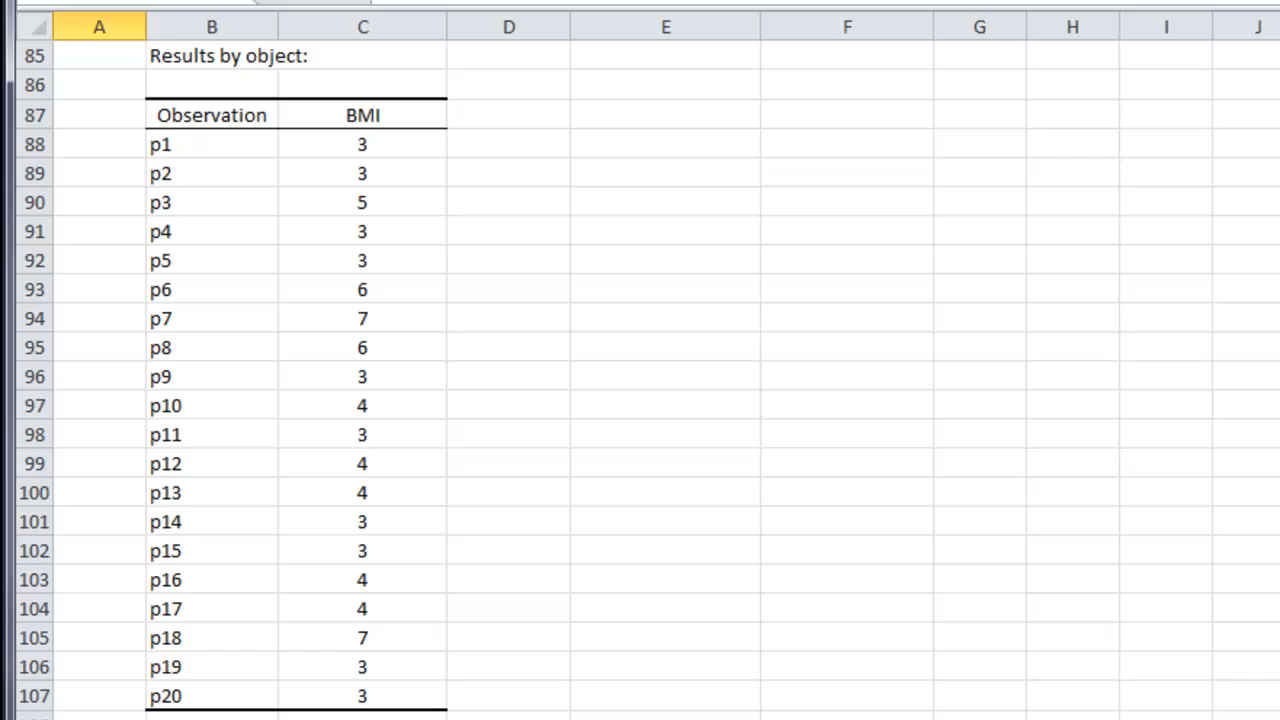 A B C D E F G H I J
85 Results by object:
86
87 Observation BMI
88 p1 3
89 p2 3
90 p3 5
91 p4 3
92 p5 3
93 p6 6
94 p7 7
95 p8 6
96 p9 3
97 p10 4
98 p11 3
99 p12 4
100 p13 4
101 p14 3
102 p15 3
103 p16 4
104 p17 4
105 p18 7
106 p19 3
107 p20 3